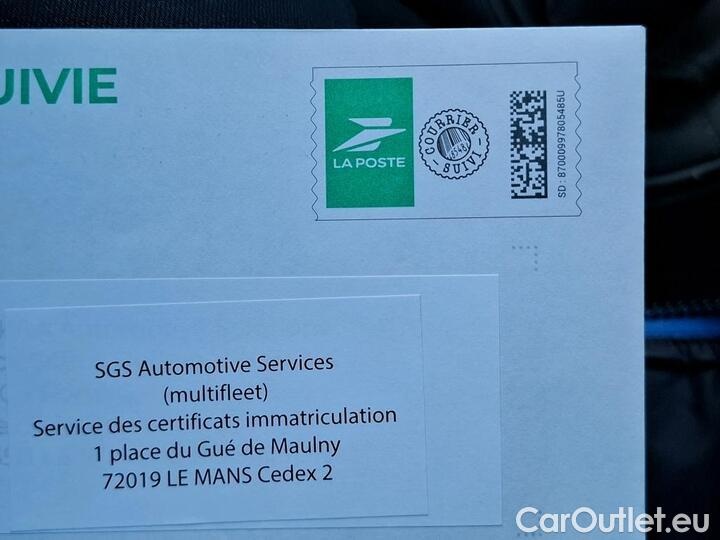 UIVIE
LA POSTE
COURRIER
8548
SUIVI
SD : 87000997805485U
SGS Automotive Services
(multifleet)
Service des certificats immatriculation
1 place du Gué de Maulny
72019 LE MANS Cedex 2
CarOutlet.eu